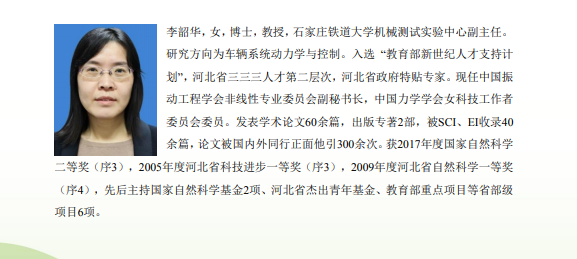 李韶华，女，博士，教授，石家庄铁道大学机械测试实验中心副主任。
研究方向为车辆系统动力学与控制。入选 “教育部新世纪人才支持计
划”，河北省三三三人才第二层次，河北省政府特贴专家。现任中国振
动工程学会非线性专业委员会副秘书长，中国力学学会女科技工作者
委员会委员。发表学术论文60余篇，出版专著2部，被SCI、EI收录40
余篇，论文被国内外同行正面他引300余次。获2017年度国家自然科学
二等奖（序3），2005年度河北省科技进步一等奖（序3），2009年度河北省自然科学一等奖
（序4），先后主持国家自然科学基金2项、河北省杰出青年基金、教育部重点项目等省部级
项目6项。